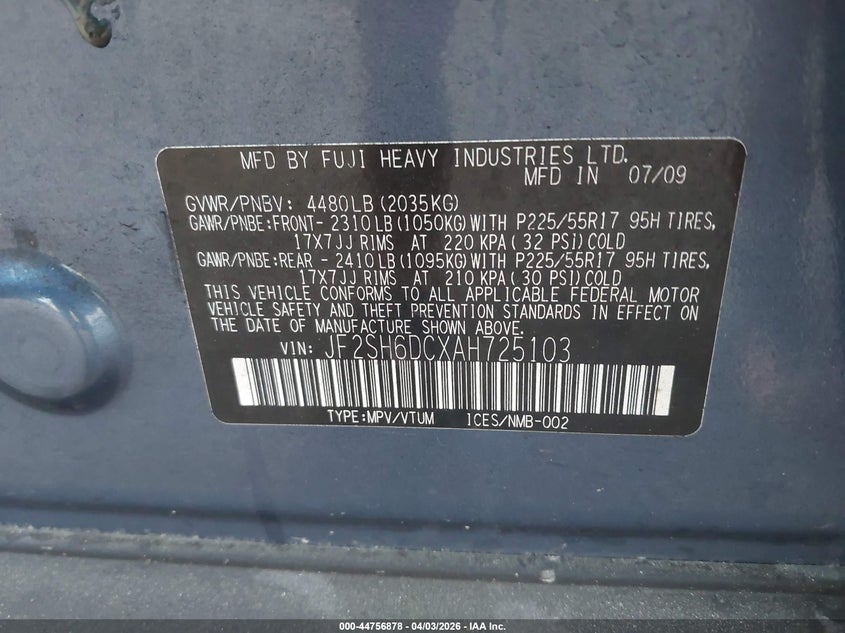 MFD BY FUJI HEAVY INDUSTRIES LTD.
MFD IN 07/09
GVWR/PNBV: 4480LB (2035KG)
GAWR/PNBE:FRONT- 2310LB (1050KG) WITH P225/55R17 95H TIRES,
17X7JJ RIMS AT 220 KPA (32 PSI) COLD
GAWR/PNBE:REAR - 2410LB (1095KG) WITH P225/55R17 95H TIRES,
17X7JJ RIMS AT 210 KPA (30 PSI) COLD
THIS VEHICLE CONFORMS TO ALL APPLICABLE FEDERAL MOTOR
VEHICLE SAFETY AND THEFT PREVENTION STANDARDS IN EFFECT ON
THE DATE OF MANUFACTURE SHOWN ABOVE.
VIN: JF2SH6DCXAH725103
TYPE:MPV/VTUM ICES/NMB-002
000-44756878 - 04/03/2026 - IAA Inc.